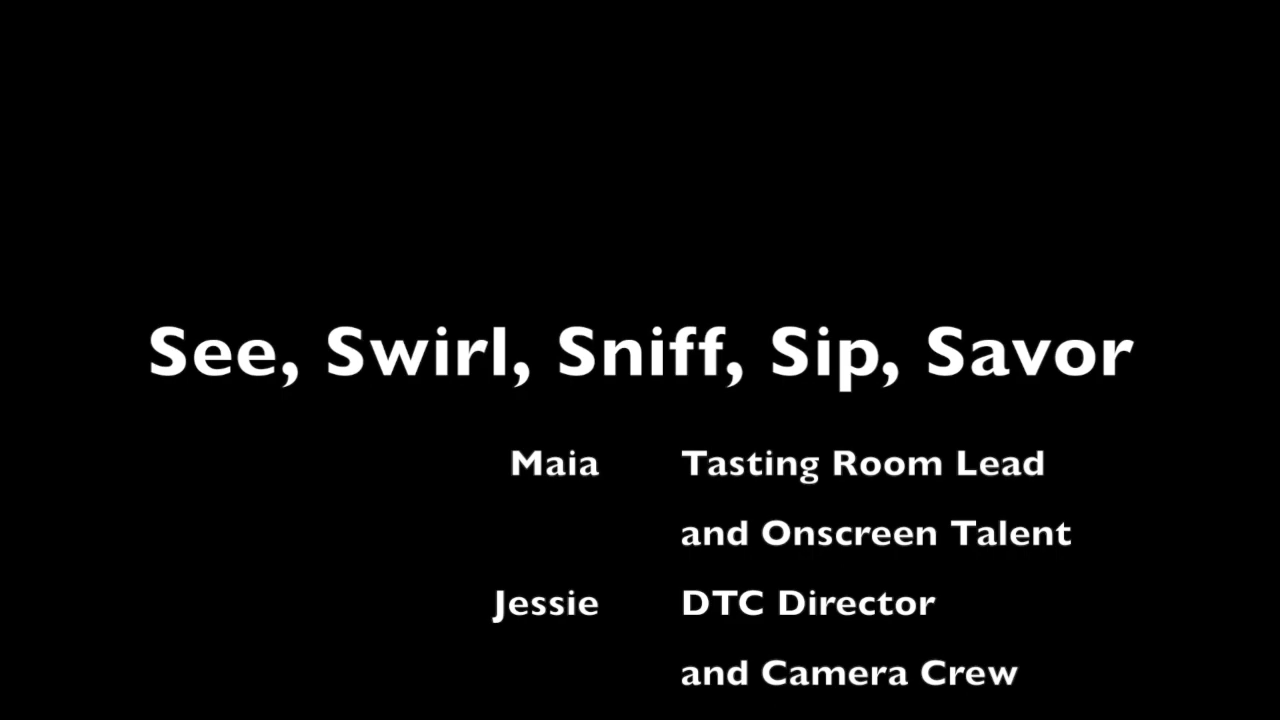 See, Swirl, Sniff, Sip, Savor
Maia Tasting Room Lead
and Onscreen Talent
Jessie DTC Director
and Camera Crew